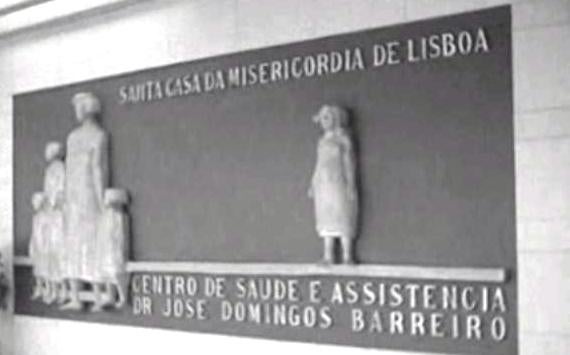 SANTA CASA DA MISERICORDIA DE LISBOA
CENTRO DE SAUDE E ASSISTENCIA
DR JOSE DOMINGOS BARREIRO